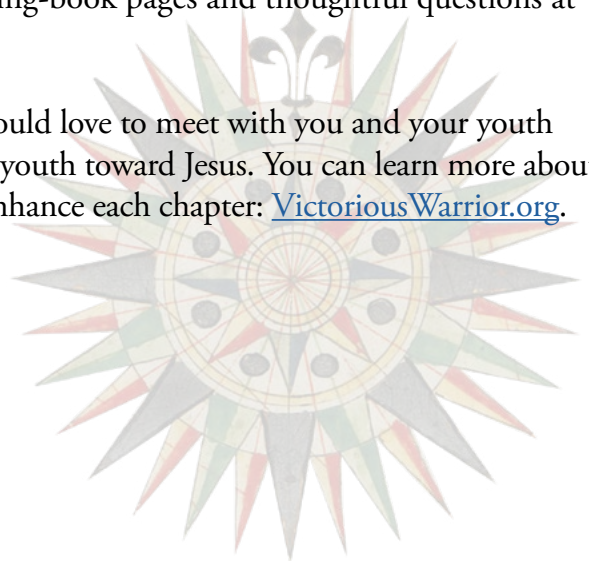 ng-book pages and thoughtful questions at
ould love to meet with you and your youth
youth toward Jesus. You can learn more about
nhance each chapter: VictoriousWarrior.org.